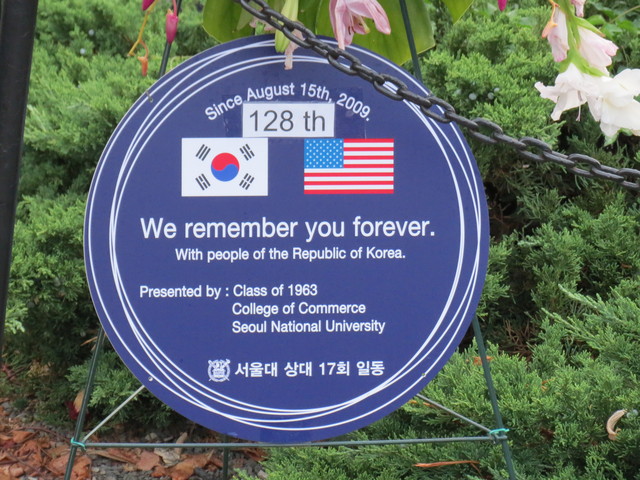 Since August 15th, 2009.
128 th
We remember you forever.
With people of the Republic of Korea.
Presented by : Class of 1963
College of Commerce
Seoul National University
서울대 상대 17회 일동